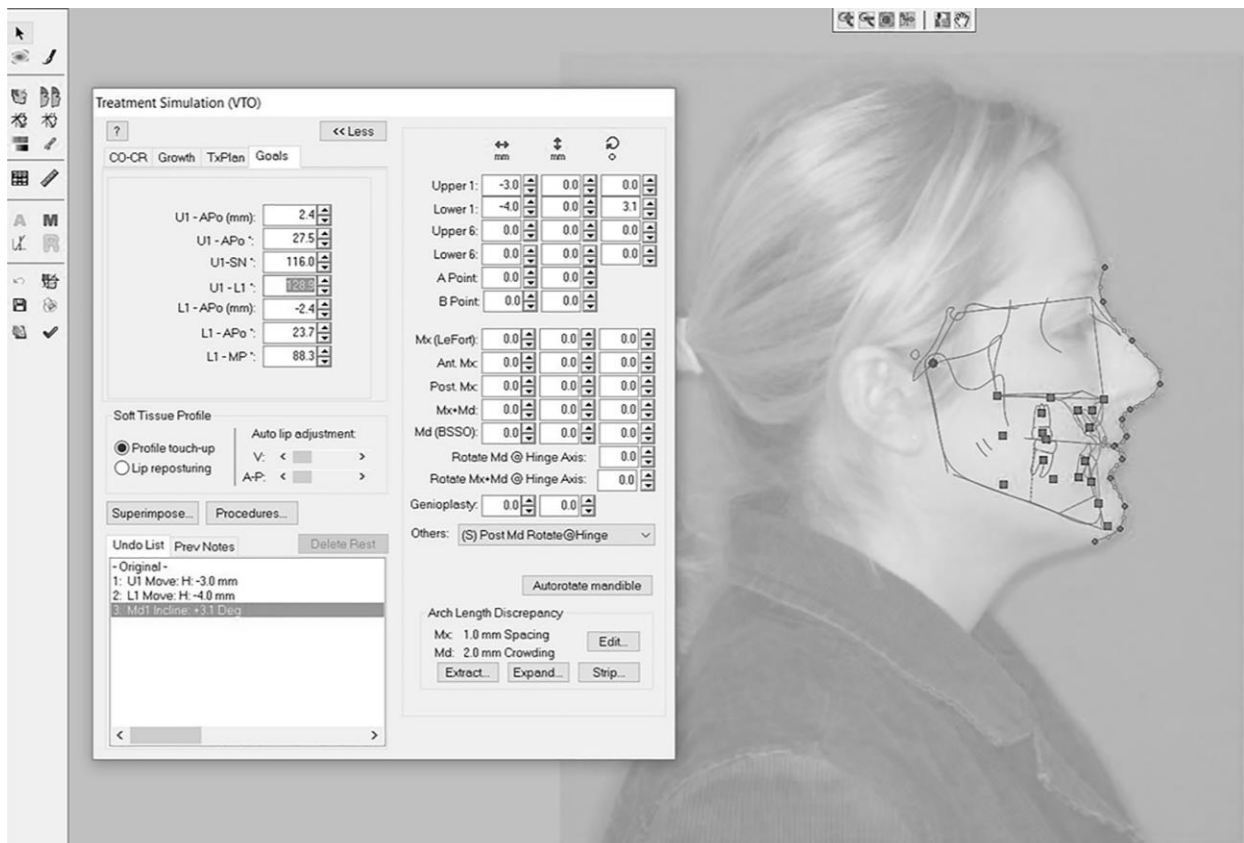 Treatment Simulation (VTO)
? << Less
CO-CR Growth TxPlan Goals
U1 - APo (mm): 2.4
U1 - APo °: 27.5
U1-SN °: 116.0
U1 - L1 °: 128.9
L1 - APo (mm): -2.4
L1 - APo °: 23.7
L1 - MP °: 88.3
Soft Tissue Profile
Profile touch-up
Lip reposturing
Auto lip adjustment:
V: < >
A-P: < >
Superimpose... Procedures...
Undo List Prev Notes Delete Rest
- Original -
1: U1 Move: H: -3.0 mm
2: L1 Move: H: -4.0 mm
3: Md1 Incline: +3.1 Deg
< >
mm mm °
Upper 1: -3.0 0.0 0.0
Lower 1: -4.0 0.0 3.1
Upper 6: 0.0 0.0 0.0
Lower 6: 0.0 0.0 0.0
A Point: 0.0 0.0
B Point: 0.0 0.0
Mx (LeFort): 0.0 0.0 0.0
Ant. Mx: 0.0 0.0 0.0
Post. Mx: 0.0 0.0 0.0
Mx+Md: 0.0 0.0 0.0
Md (BSSO): 0.0 0.0 0.0
Rotate Md @ Hinge Axis: 0.0
Rotate Mx+Md @ Hinge Axis: 0.0
Genioplasty: 0.0 0.0
Others: (S) Post Md Rotate@Hinge
Autorotate mandible
Arch Length Discrepancy
Mx: 1.0 mm Spacing
Md: 2.0 mm Crowding
Edit...
Extract... Expand... Strip...
A M
R